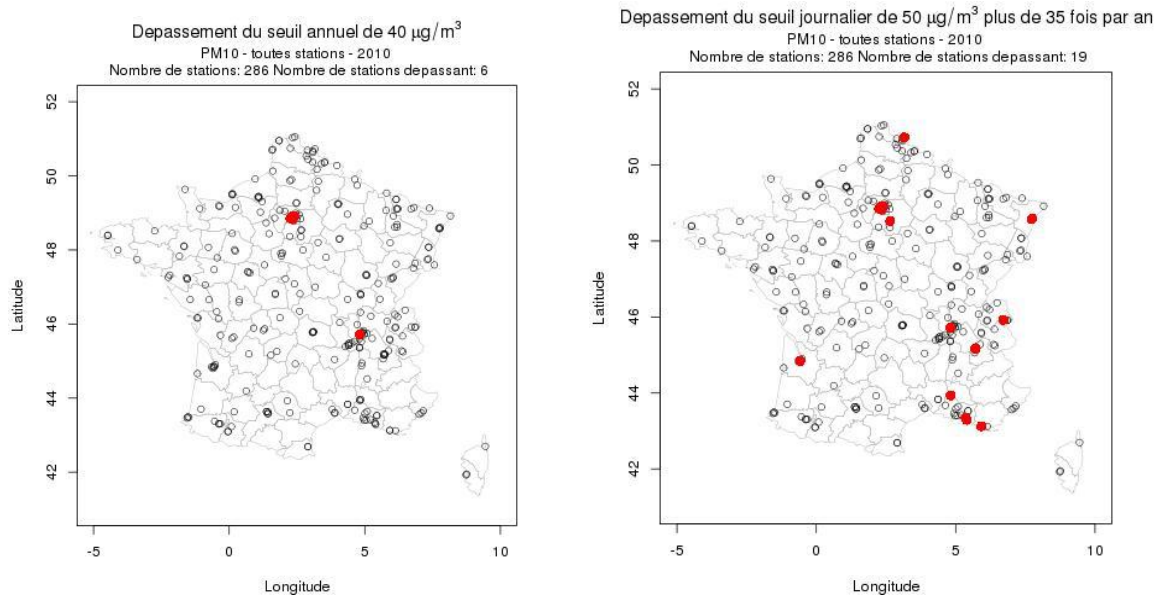 Depassement du seuil annuel de 40 μg/m³
PM10 - toutes stations - 2010
Nombre de stations: 286 Nombre de stations depassant: 6
52
50
48
46
44
42
Latitude
-5 0 5 10
Longitude
Depassement du seuil journalier de 50 μg/m³ plus de 35 fois par an
PM10 - toutes stations - 2010
Nombre de stations: 286 Nombre de stations depassant: 19
52
50
48
46
44
42
Latitude
-5 0 5 10
Longitude